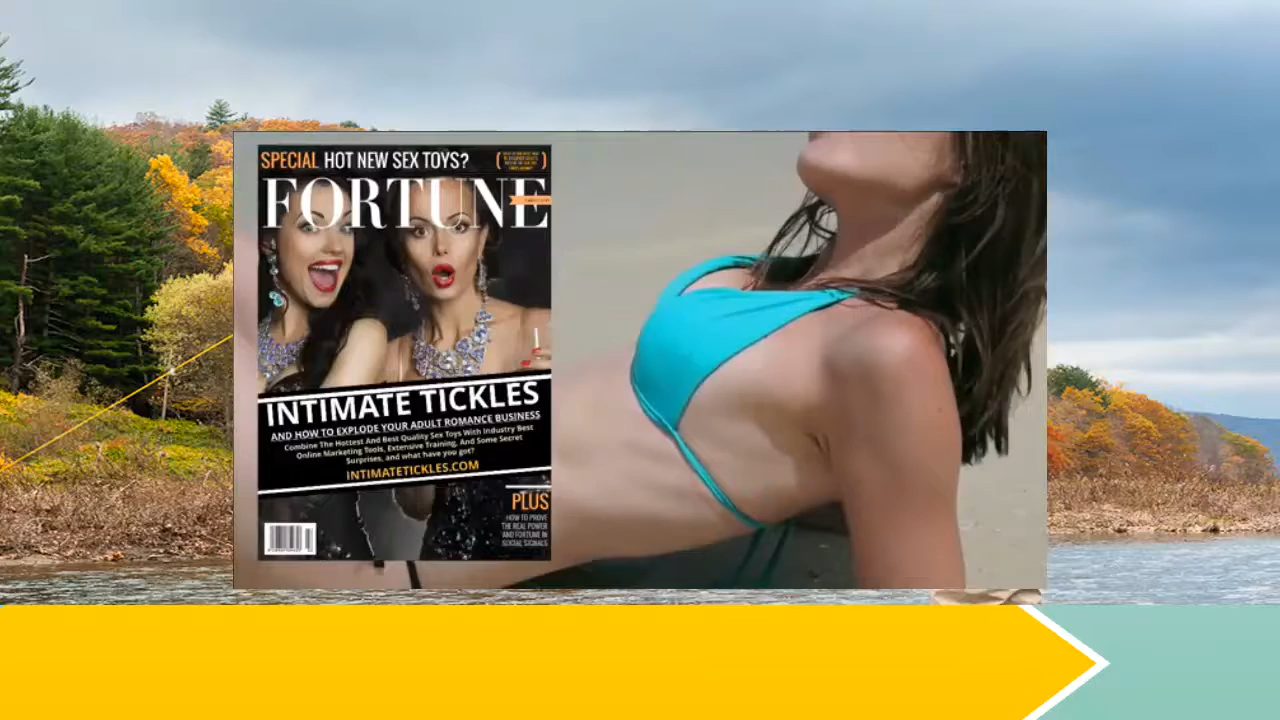 SPECIAL HOT NEW SEX TOYS?
FORTUNE
INTIMATE TICKLES
AND HOW TO EXPLODE YOUR ADULT ROMANCE BUSINESS
Combine The Hottest And Best Quality Sex Toys With Industry Best
Online Marketing Tools, Extensive Training, And Some Secret
Surprises, and what have you got?
INTIMATETICKLES.COM
PLUS
HOW TO PROVE
THE REAL POWER
AND FORTUNE IN
SOCIAL SIGNALS